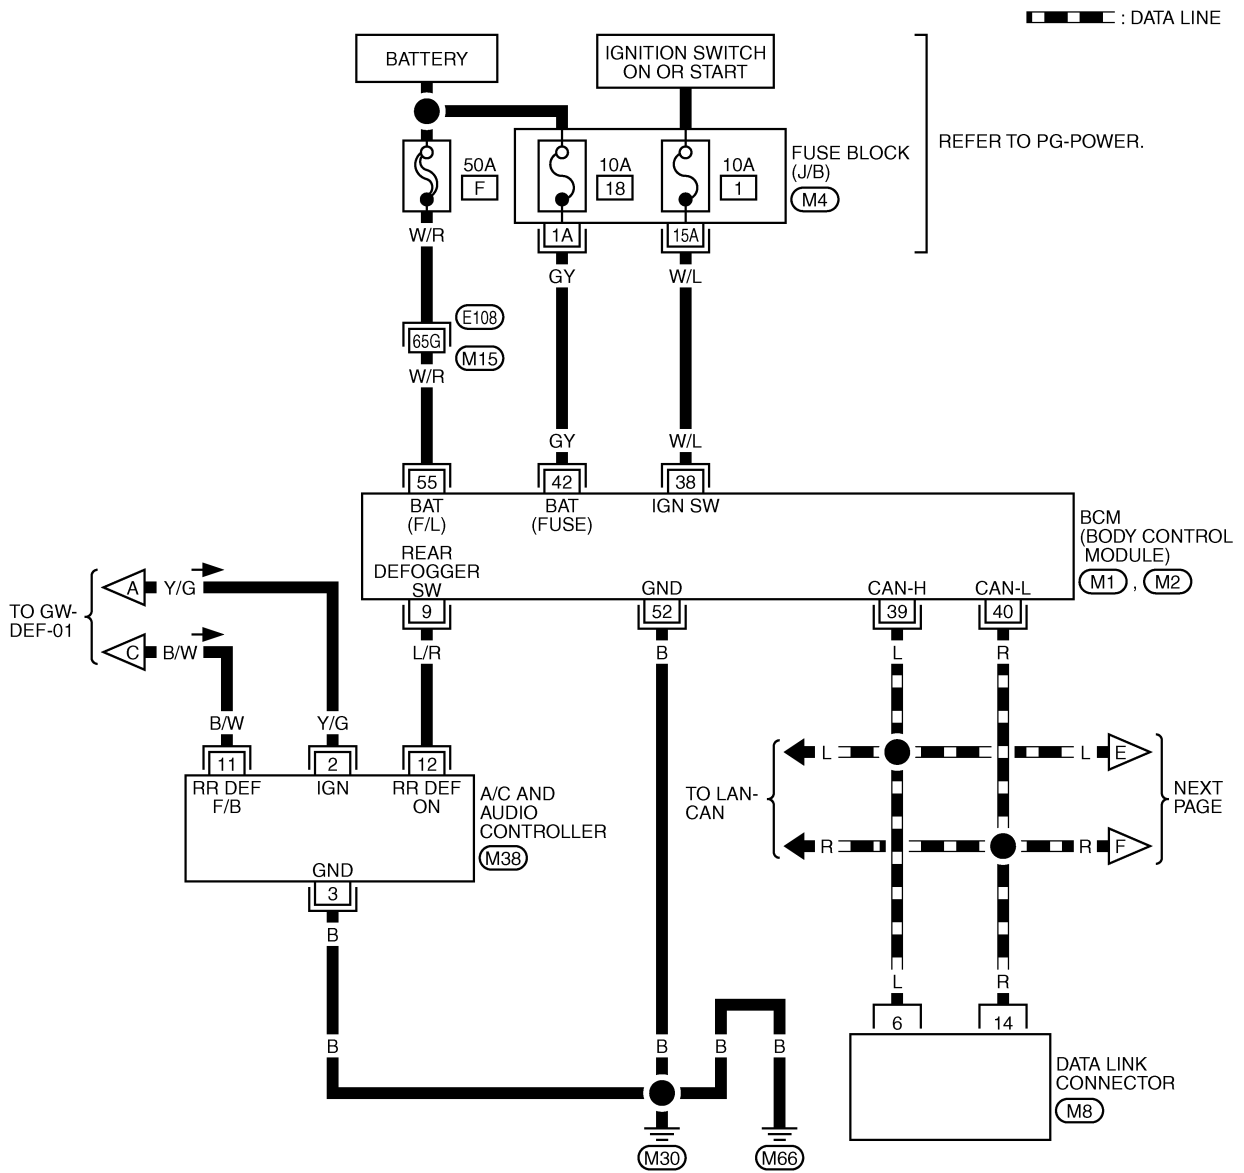 : DATA LINE
BATTERY
IGNITION SWITCH
ON OR START
REFER TO PG-POWER.
50A
F
10A
18
10A
1
FUSE BLOCK
(J/B)
M4
W/R
1A
15A
GY
W/L
E108
65G
M15
W/R
GY
W/L
55
42
38
BAT
(F/L)
BAT
(FUSE)
IGN SW
BCM
(BODY CONTROL
MODULE)
M1 , M2
REAR
DEFOGGER
SW
GND
CAN-H
CAN-L
9
52
39
40
TO GW-
DEF-01
A
Y/G
C
B/W
L/R
B
L
R
B/W
Y/G
11
2
12
RR DEF
F/B
IGN
RR DEF
ON
A/C AND
AUDIO
CONTROLLER
M38
GND
3
TO LAN-
CAN
L
L
E
R
R
F
NEXT
PAGE
B
L
R
6
14
B
B
B
B
DATA LINK
CONNECTOR
M8
M30
M66